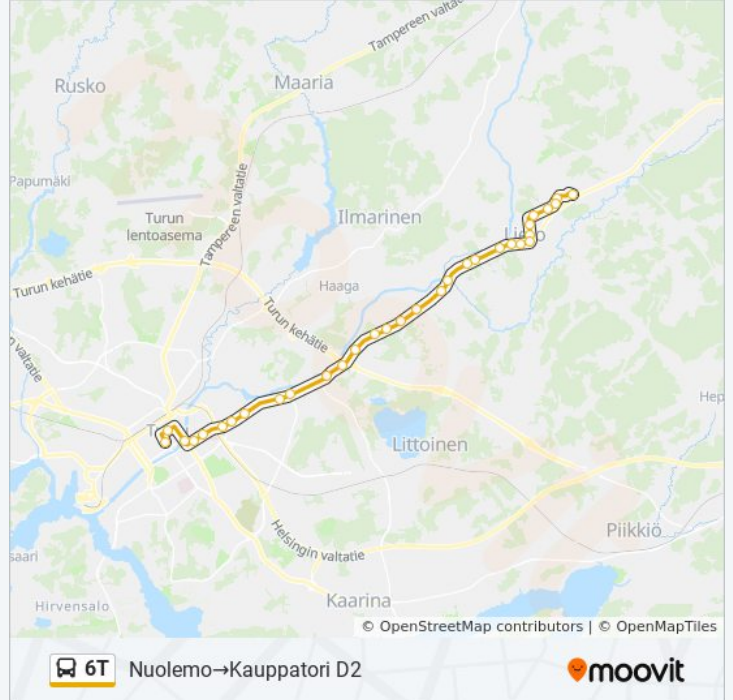 Tampereen valtatie
Rusko
Maaria
Papumäki
Tampereen valtatie
Turun
lentoasema
Ilmarinen
Turun kehätie
Haaga
Turun kehätie
n valtatie
Littoinen
Hep
Helsingin valtatie
Piikkiö
saari
Hirvensalo
Kaarina
© OpenStreetMap contributors | © OpenMapTiles
6T Nuolemo→Kauppatori D2 moovit